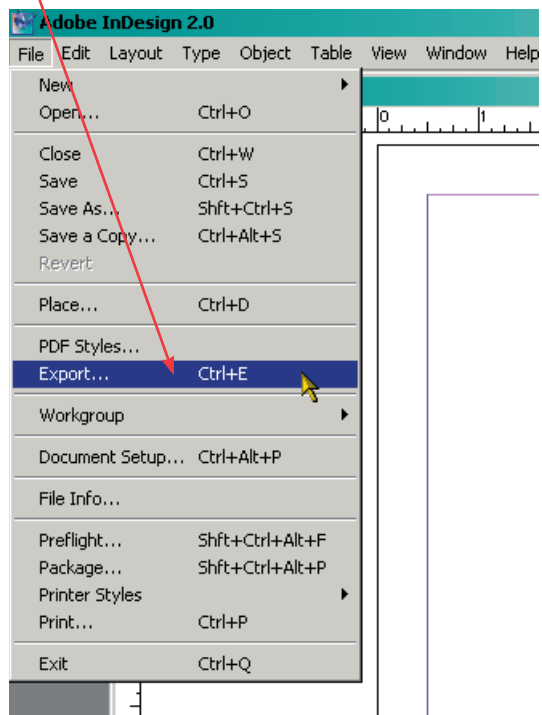 Adobe InDesign 2.0
File Edit Layout Type Object Table View Window Help
New
Open... Ctrl+O
0 1
Close Ctrl+W
Save Ctrl+S
Save As... Shft+Ctrl+S
Save a Copy... Ctrl+Alt+S
Revert
Place... Ctrl+D
PDF Styles...
Export... Ctrl+E
Workgroup
Document Setup... Ctrl+Alt+P
File Info...
Preflight... Shft+Ctrl+Alt+F
Package... Shft+Ctrl+Alt+P
Printer Styles
Print... Ctrl+P
Exit Ctrl+Q